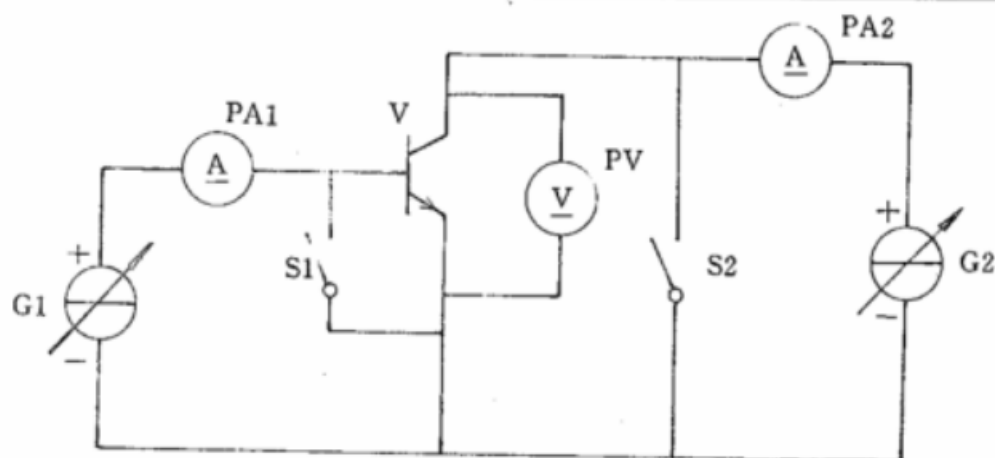 PA2
A
PA1
V
A
PV
V
+
+
S1
S2
G1
G2
−
−